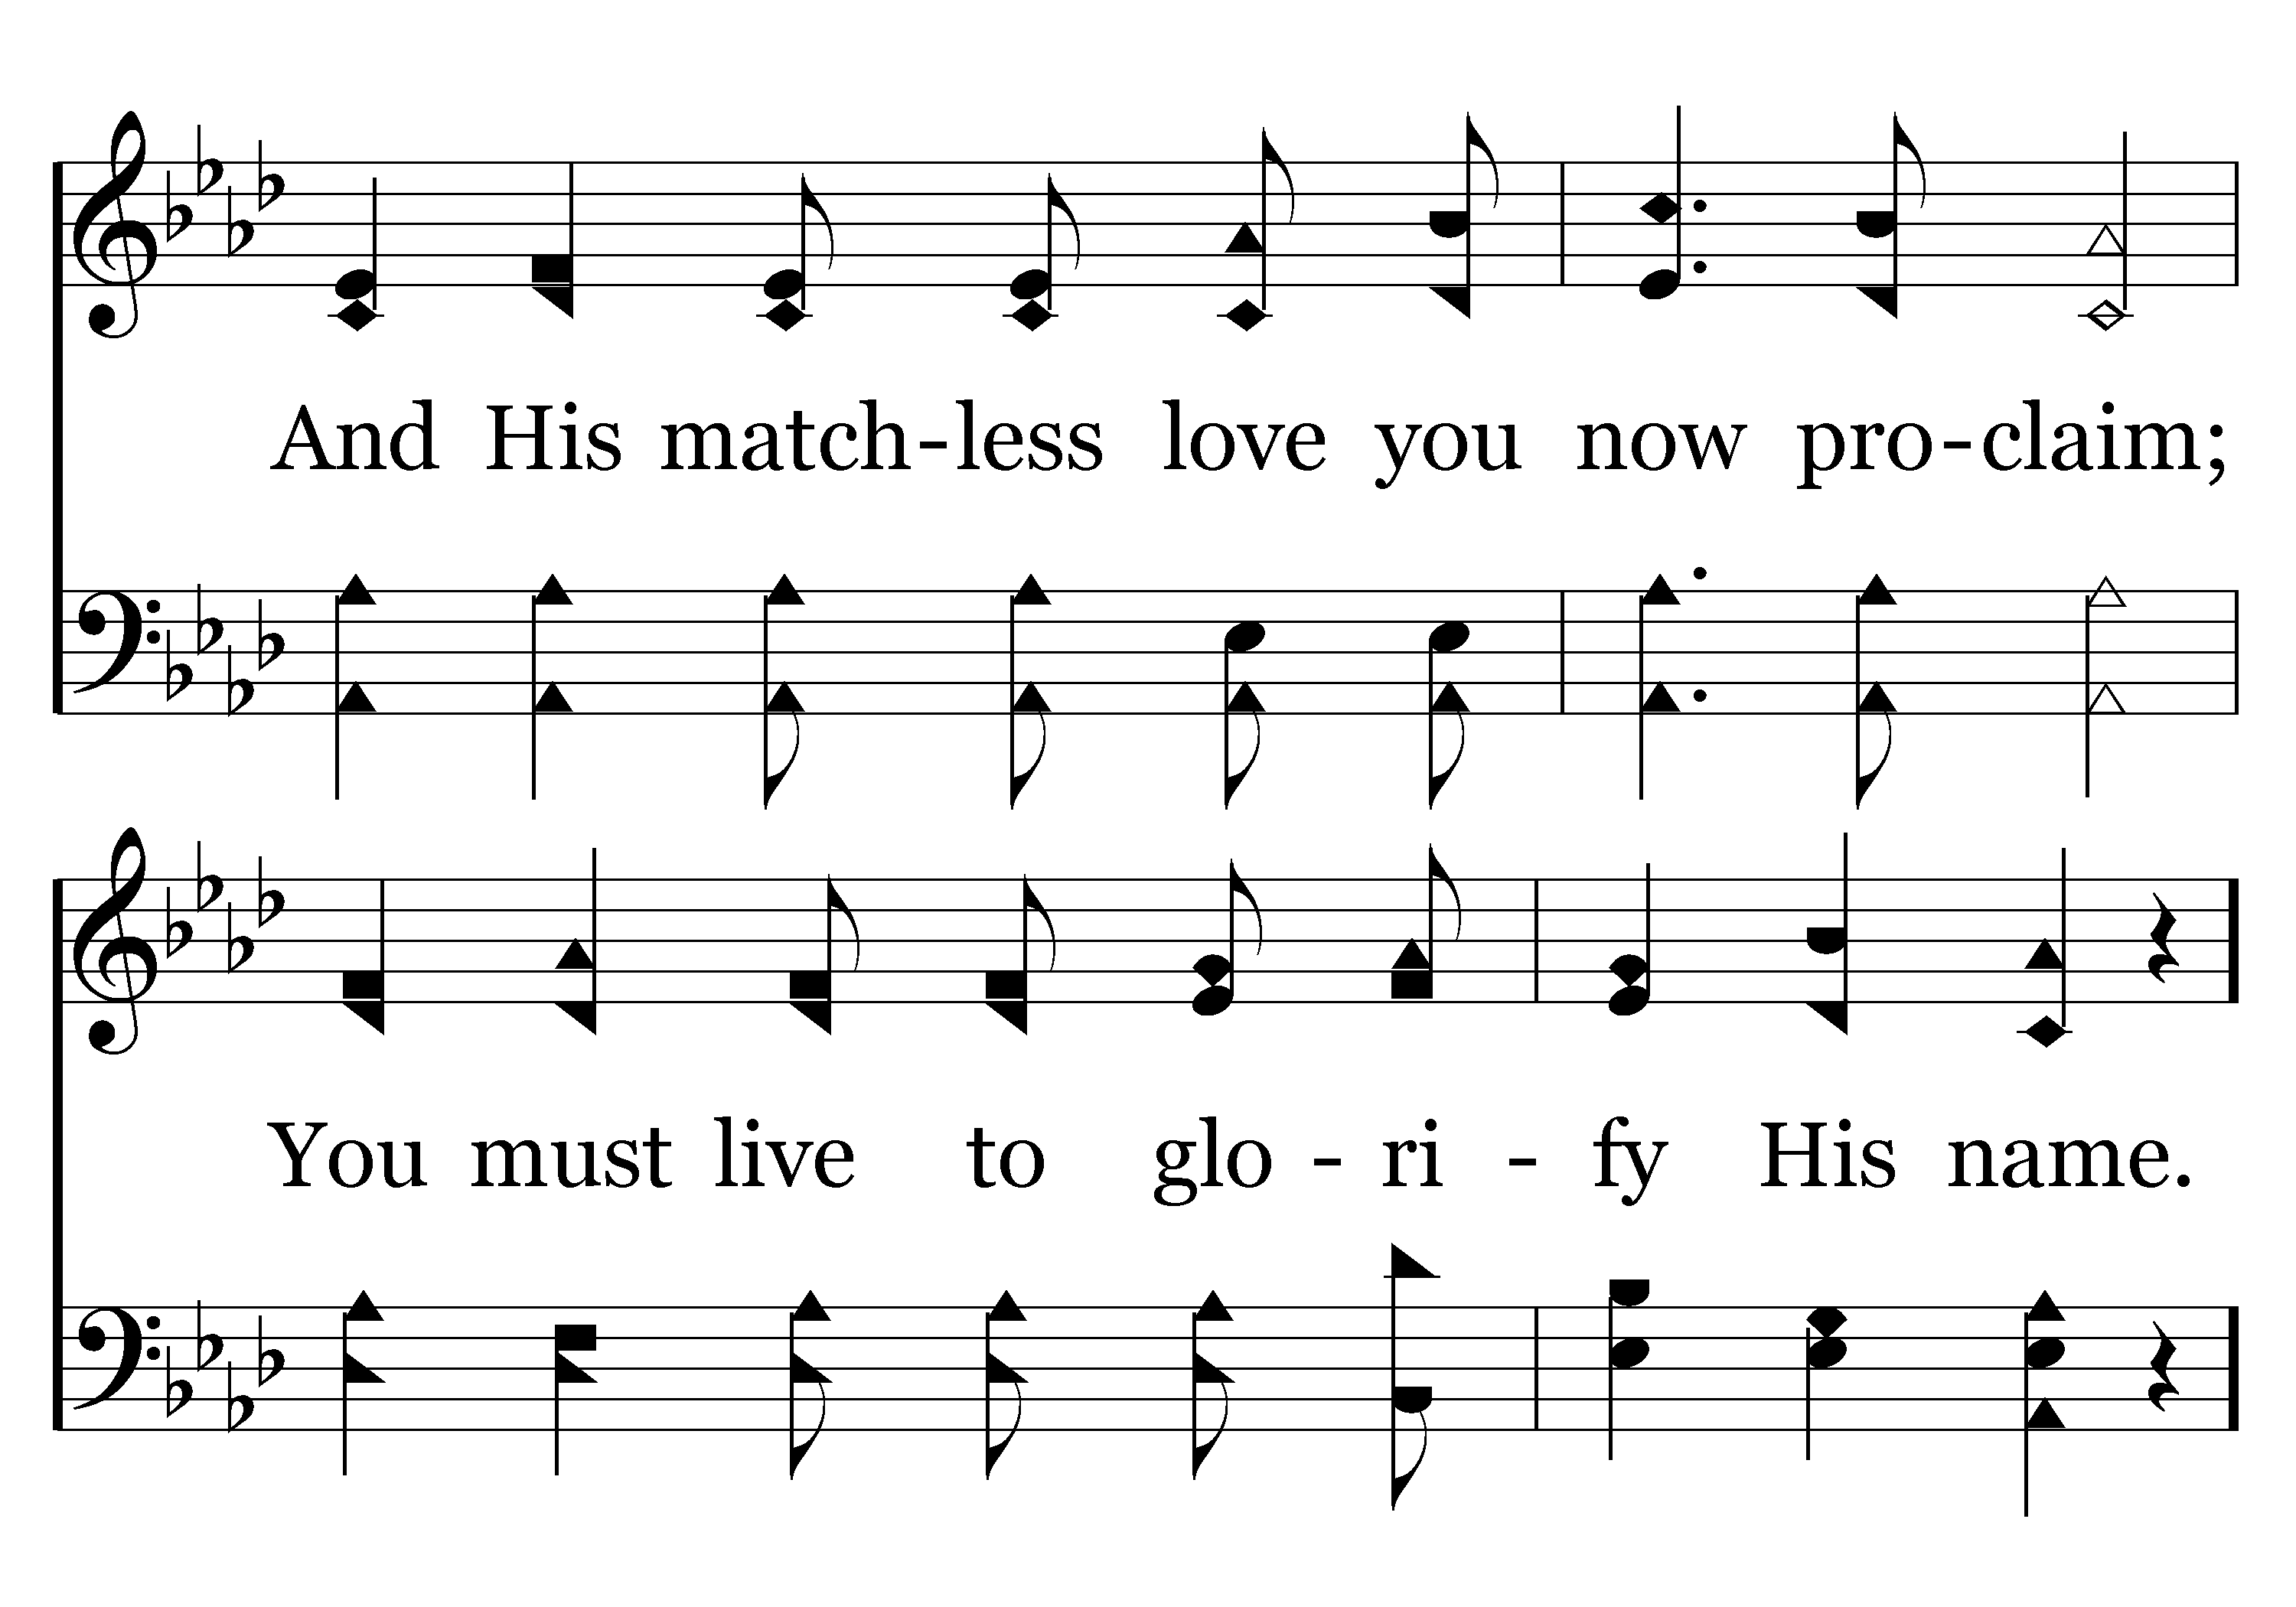 And His match-less love you now pro-claim;
You must live to glo - ri - fy His name.